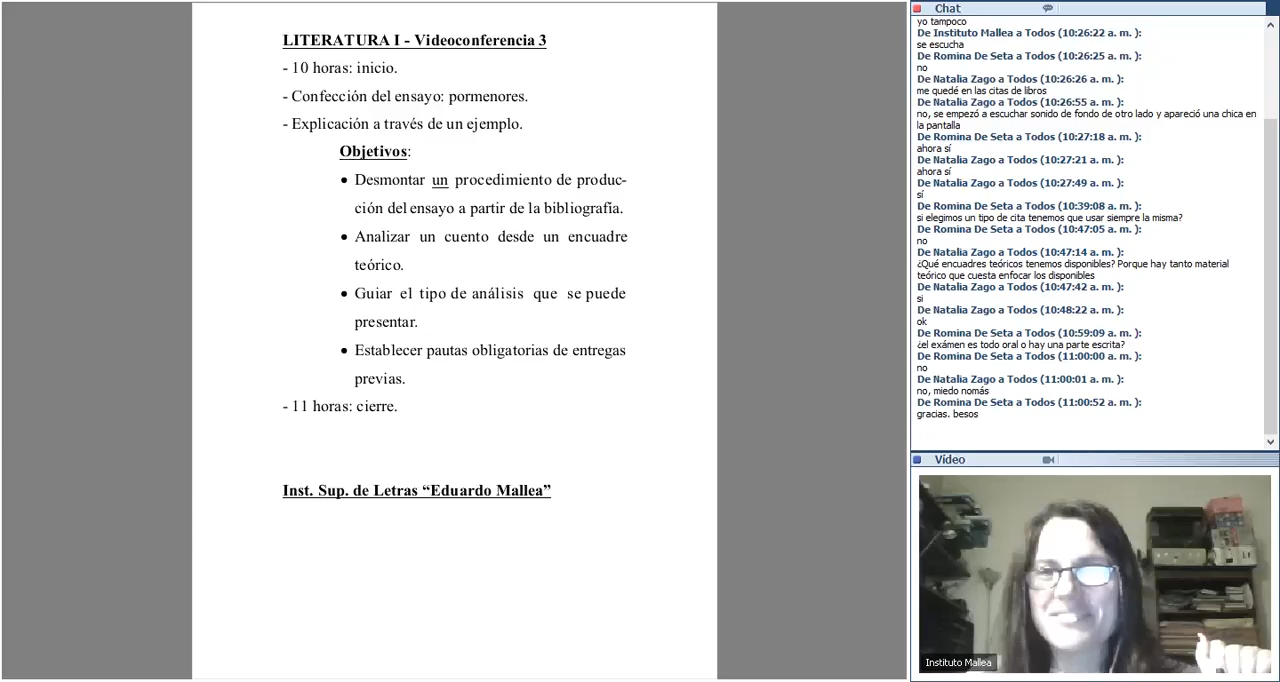 LITERATURA I - Videoconferencia 3
- 10 horas: inicio.
- Confección del ensayo: pormenores.
- Explicación a través de un ejemplo.
Objetivos:
• Desmontar un procedimiento de produc-
ción del ensayo a partir de la bibliografía.
• Analizar un cuento desde un encuadre
teórico.
• Guiar el tipo de análisis que se puede
presentar.
• Establecer pautas obligatorias de entregas
previas.
- 11 horas: cierre.
Inst. Sup. de Letras “Eduardo Mallea”
Chat
yo tampoco
De Instituto Mallea a Todos (10:26:22 a. m. ):
se escucha
De Romina De Seta a Todos (10:26:25 a. m. ):
no
De Natalia Zago a Todos (10:26:26 a. m. ):
me quedé en las citas de libros
De Natalia Zago a Todos (10:26:55 a. m. ):
no, se empezó a escuchar sonido de fondo de otro lado y apareció una chica en
la pantalla
De Romina De Seta a Todos (10:27:18 a. m. ):
ahora sí
De Natalia Zago a Todos (10:27:21 a. m. ):
ahora sí
De Natalia Zago a Todos (10:27:49 a. m. ):
sí
De Romina De Seta a Todos (10:39:08 a. m. ):
si elegimos un tipo de cita tenemos que usar siempre la misma?
De Romina De Seta a Todos (10:47:05 a. m. ):
no
De Natalia Zago a Todos (10:47:14 a. m. ):
¿Qué encuadres teóricos tenemos disponibles? Porque hay tanto material
teórico que cuesta enfocar los disponibles
De Natalia Zago a Todos (10:47:42 a. m. ):
si
De Natalia Zago a Todos (10:48:22 a. m. ):
ok
De Romina De Seta a Todos (10:59:09 a. m. ):
¿el exámen es todo oral o hay una parte escrita?
De Romina De Seta a Todos (11:00:00 a. m. ):
no
De Natalia Zago a Todos (11:00:01 a. m. ):
no, miedo nomás
De Romina De Seta a Todos (11:00:52 a. m. ):
gracias. besos
Vídeo
Instituto Mallea